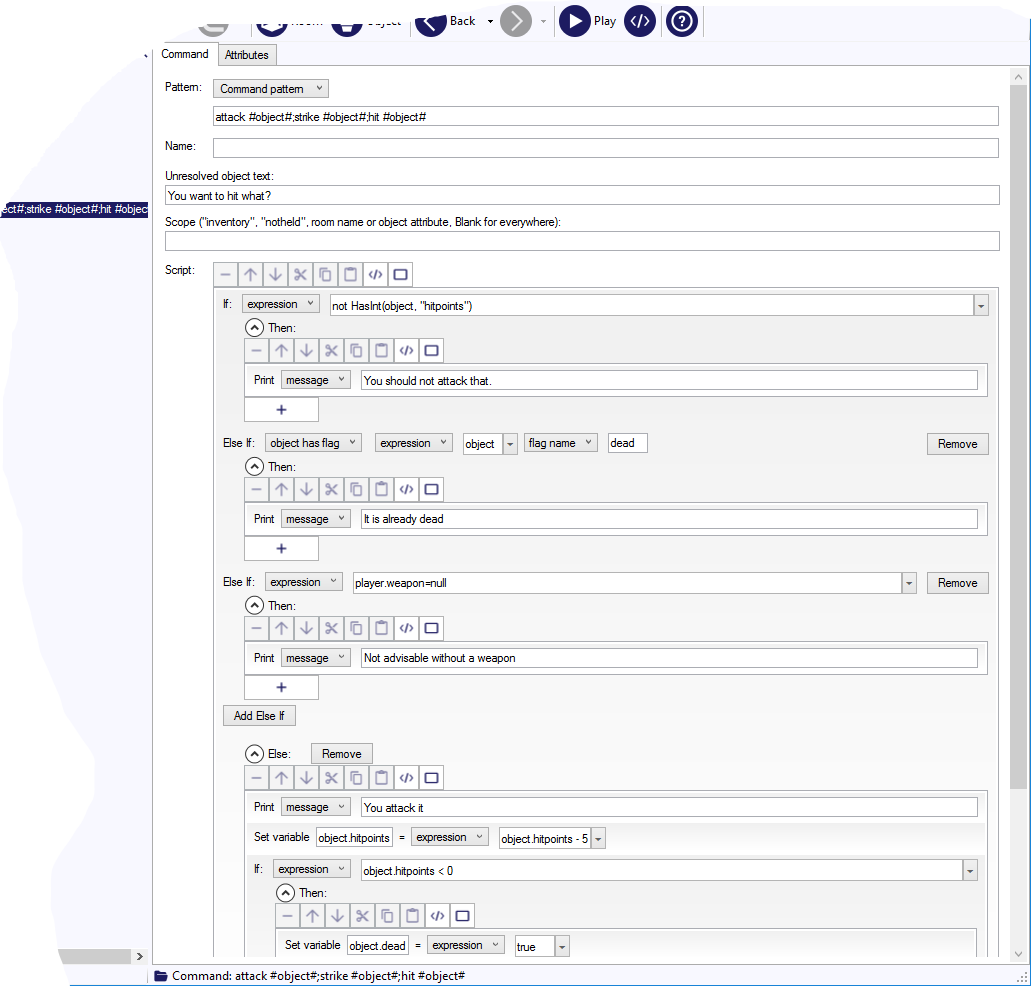 Back Play
Command Attributes
Pattern: Command pattern
attack #object#;strike #object#;hit #object#
Name:
Unresolved object text:
You want to hit what?
ect#;strike #object#;hit #objec
Scope ("inventory", "notheld", room name or object attribute, Blank for everywhere):
Script:
If: expression not HasInt(object, "hitpoints")
Then:
Print message You should not attack that.
+
Else If: object has flag expression object flag name dead Remove
Then:
Print message It is already dead
+
Else If: expression player.weapon=null Remove
Then:
Print message Not advisable without a weapon
+
Add Else If
Else: Remove
Print message You attack it
Set variable object.hitpoints = expression object.hitpoints - 5
If: expression object.hitpoints < 0
Then:
Set variable object.dead = expression true
Command: attack #object#;strike #object#;hit #object#